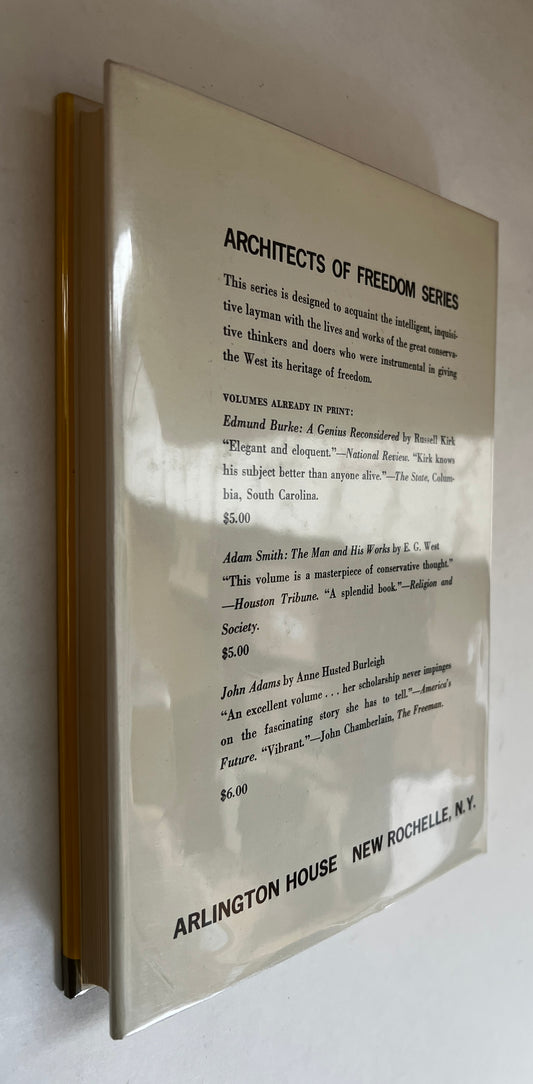 ARCHITECTS OF FREEDOM SERIES
This series is designed to acquaint the intelligent, inquisi-
tive layman with the lives and works of the great conserva-
tive thinkers and doers who were instrumental in giving
the West its heritage of freedom.
VOLUMES ALREADY IN PRINT:
Edmund Burke: A Genius Reconsidered by Russell Kirk
“Elegant and eloquent.”—National Review. “Kirk knows
his subject better than anyone alive.”—The State, Colum-
bia, South Carolina.
$5.00
Adam Smith: The Man and His Works by E. G. West
“This volume is a masterpiece of conservative thought.”
—Houston Tribune. “A splendid book.”—Religion and
Society.
$5.00
John Adams by Anne Husted Burleigh
“An excellent volume . . . her scholarship never impinges
on the fascinating story she has to tell.”—America's
Future. “Vibrant.”—John Chamberlain, The Freeman.
$6.00
ARLINGTON HOUSE NEW ROCHELLE, N.Y.